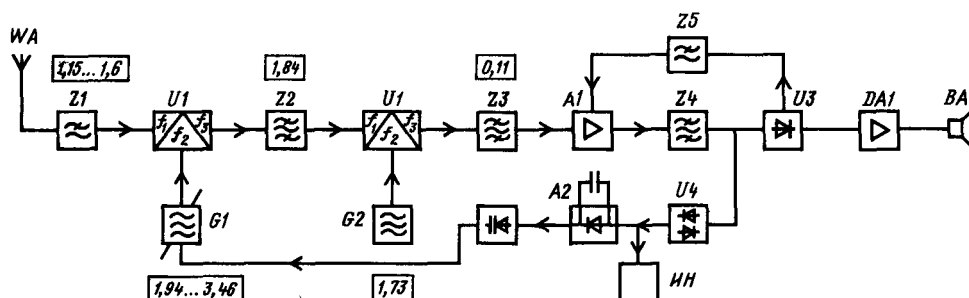 WA
1,15...1,6
Z1
U1
f1 f2 f3
1,84
Z2
U1
f1 f2 f3
0,11
Z3
A1
Z5
Z4
U3
DA1
BA
G1
G2
A2
U4
ИН
1,94...3,46
1,73